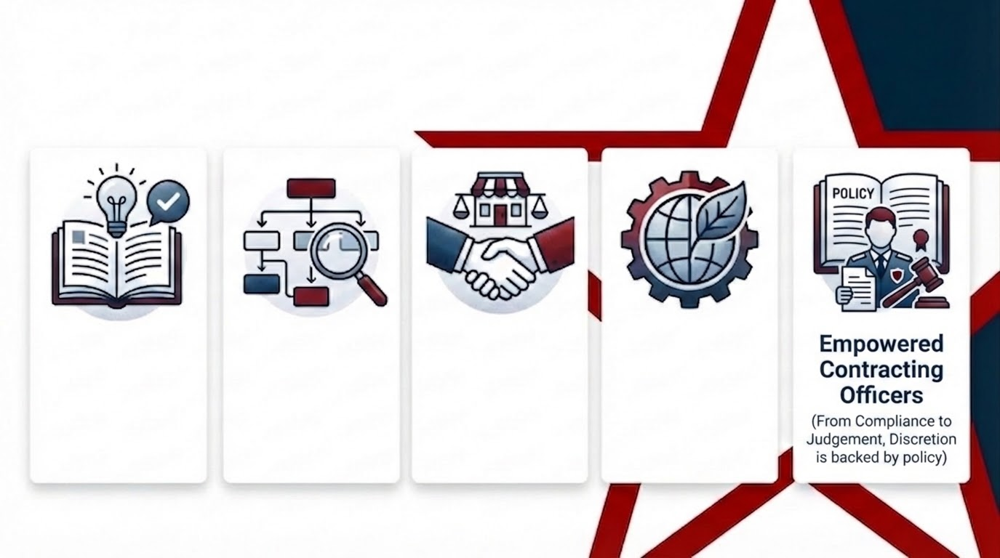 POLICY
Empowered
Contracting
Officers
(From Compliance to
Judgement, Discretion
is backed by policy)